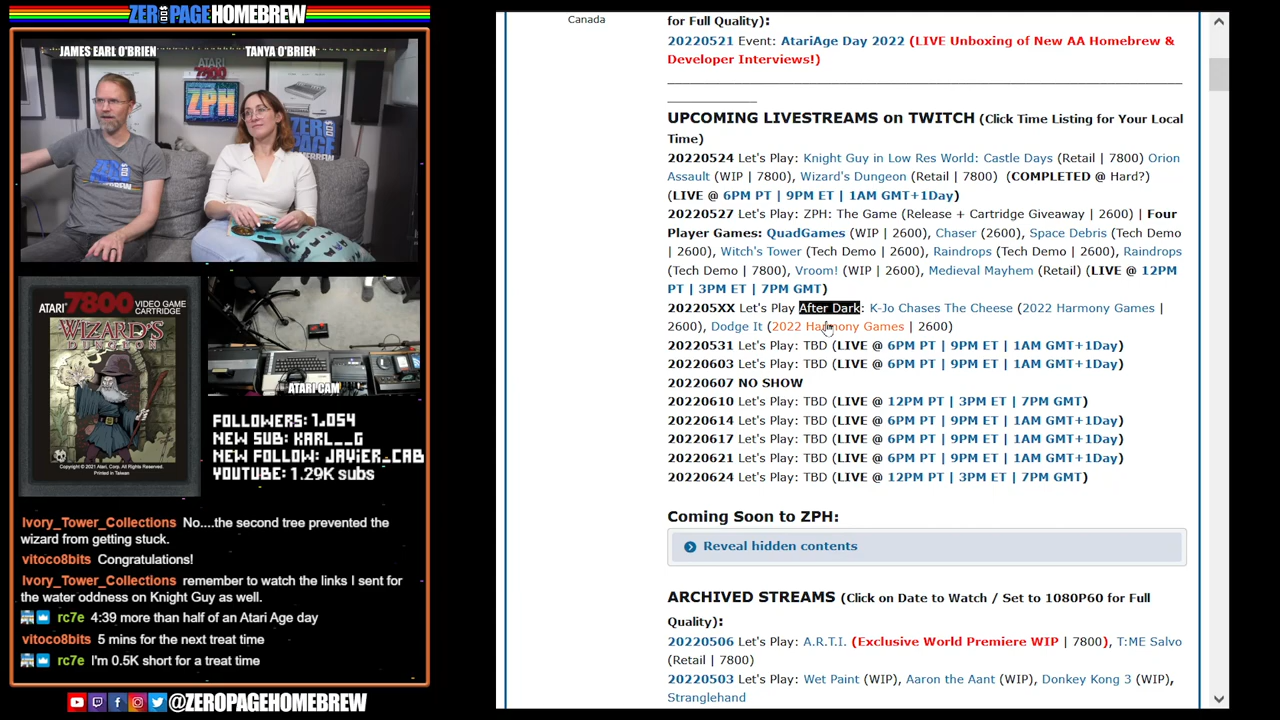 ZERO PAGE HOMEBREW
JAMES EARL O'BRIEN
TANYA O'BRIEN
ZPH
ATARI 7800 VIDEO GAME CARTRIDGE
WIZARD'S DUNGEON
Copyright © 2021 Atari, Corp. All Rights Reserved.
Printed in Taiwan
ATARI CAM
FOLLOWERS: 1.054
NEW SUB: KARL__G
NEW FOLLOW: JAVIER_CAB
YOUTUBE: 1.29K subs
Ivory_Tower_Collections No....the second tree prevented the
wizard from getting stuck.
vitoco8bits Congratulations!
Ivory_Tower_Collections remember to watch the links I sent for
the water oddness on Knight Guy as well.
rc7e 4:39 more than half of an Atari Age day
vitoco8bits 5 mins for the next treat time
rc7e I'm 0.5K short for a treat time
@ZEROPAGEHOMEBREW
Canada
for Full Quality):
20220521 Event: AtariAge Day 2022 (LIVE Unboxing of New AA Homebrew &
Developer Interviews!)
UPCOMING LIVESTREAMS on TWITCH (Click Time Listing for Your Local
Time)
20220524 Let's Play: Knight Guy in Low Res World: Castle Days (Retail | 7800) Orion
Assault (WIP | 7800), Wizard's Dungeon (Retail | 7800) (COMPLETED @ Hard?)
(LIVE @ 6PM PT | 9PM ET | 1AM GMT+1Day)
20220527 Let's Play: ZPH: The Game (Release + Cartridge Giveaway | 2600) | Four
Player Games: QuadGames (WIP | 2600), Chaser (2600), Space Debris (Tech Demo
| 2600), Witch's Tower (Tech Demo | 2600), Raindrops (Tech Demo | 2600), Raindrops
(Tech Demo | 7800), Vroom! (WIP | 2600), Medieval Mayhem (Retail) (LIVE @ 12PM
PT | 3PM ET | 7PM GMT)
202205XX Let's Play After Dark: K-Jo Chases The Cheese (2022 Harmony Games |
2600), Dodge It (2022 Harmony Games | 2600)
20220531 Let's Play: TBD (LIVE @ 6PM PT | 9PM ET | 1AM GMT+1Day)
20220603 Let's Play: TBD (LIVE @ 6PM PT | 9PM ET | 1AM GMT+1Day)
20220607 NO SHOW
20220610 Let's Play: TBD (LIVE @ 12PM PT | 3PM ET | 7PM GMT)
20220614 Let's Play: TBD (LIVE @ 6PM PT | 9PM ET | 1AM GMT+1Day)
20220617 Let's Play: TBD (LIVE @ 6PM PT | 9PM ET | 1AM GMT+1Day)
20220621 Let's Play: TBD (LIVE @ 6PM PT | 9PM ET | 1AM GMT+1Day)
20220624 Let's Play: TBD (LIVE @ 12PM PT | 3PM ET | 7PM GMT)
Coming Soon to ZPH:
Reveal hidden contents
ARCHIVED STREAMS (Click on Date to Watch / Set to 1080P60 for Full
Quality):
20220506 Let's Play: A.R.T.I. (Exclusive World Premiere WIP | 7800), T:ME Salvo
(Retail | 7800)
20220503 Let's Play: Wet Paint (WIP), Aaron the Aant (WIP), Donkey Kong 3 (WIP),
Stranglehand